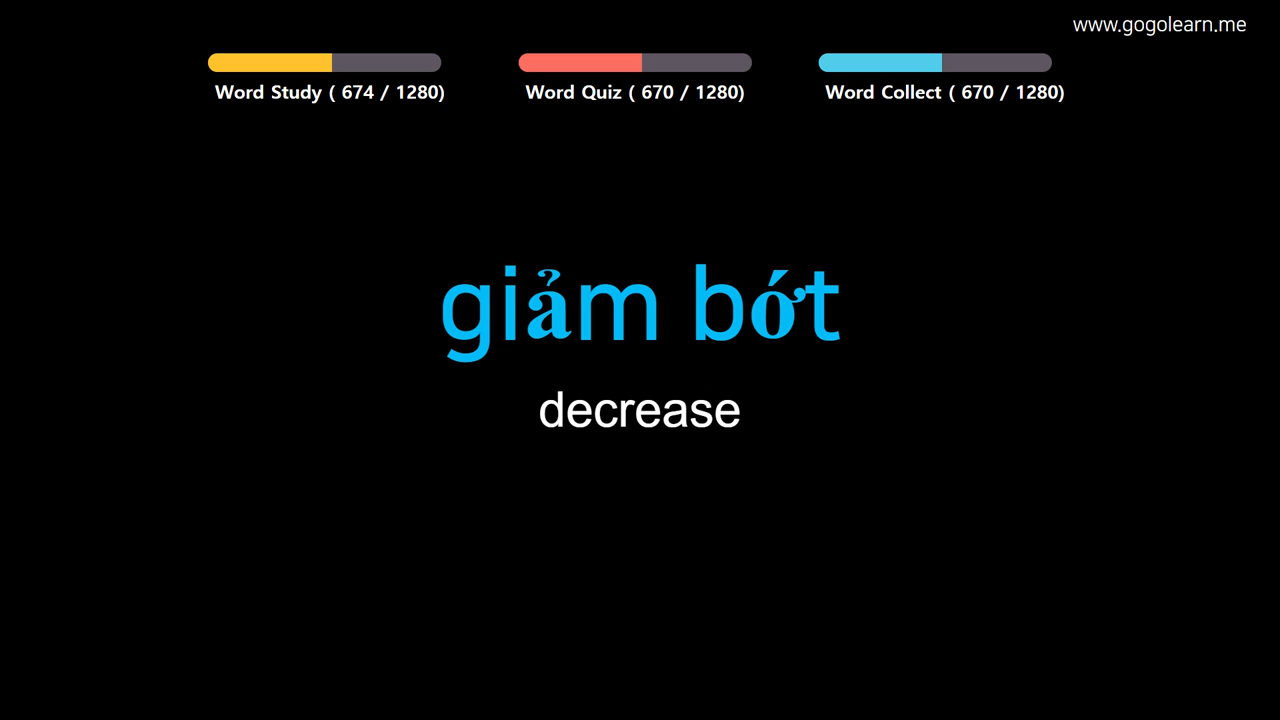 www.gogolearn.me
Word Study ( 674 / 1280)
Word Quiz ( 670 / 1280)
Word Collect ( 670 / 1280)
giảm bớt
decrease